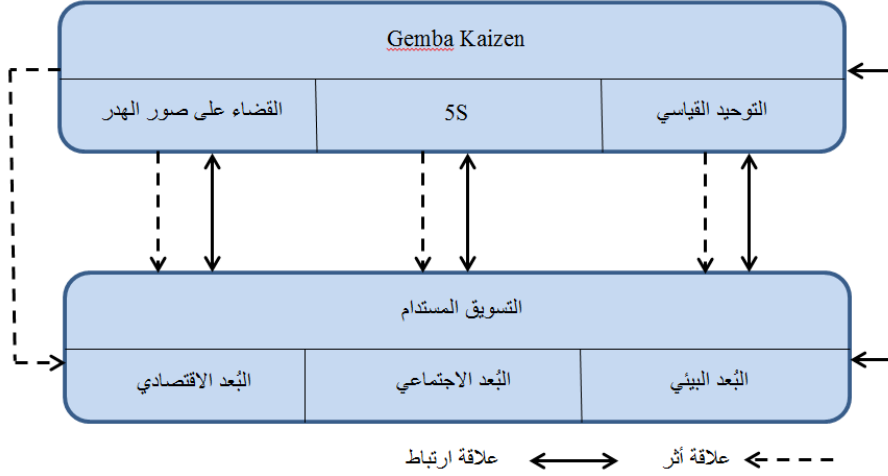 Gemba Kaizen
التوحيد القياسي
5S
القضاء على صور الهدر
التسويق المستدام
البُعد البيئي
البُعد الاجتماعي
البُعد الاقتصادي
علاقة أثر
علاقة ارتباط